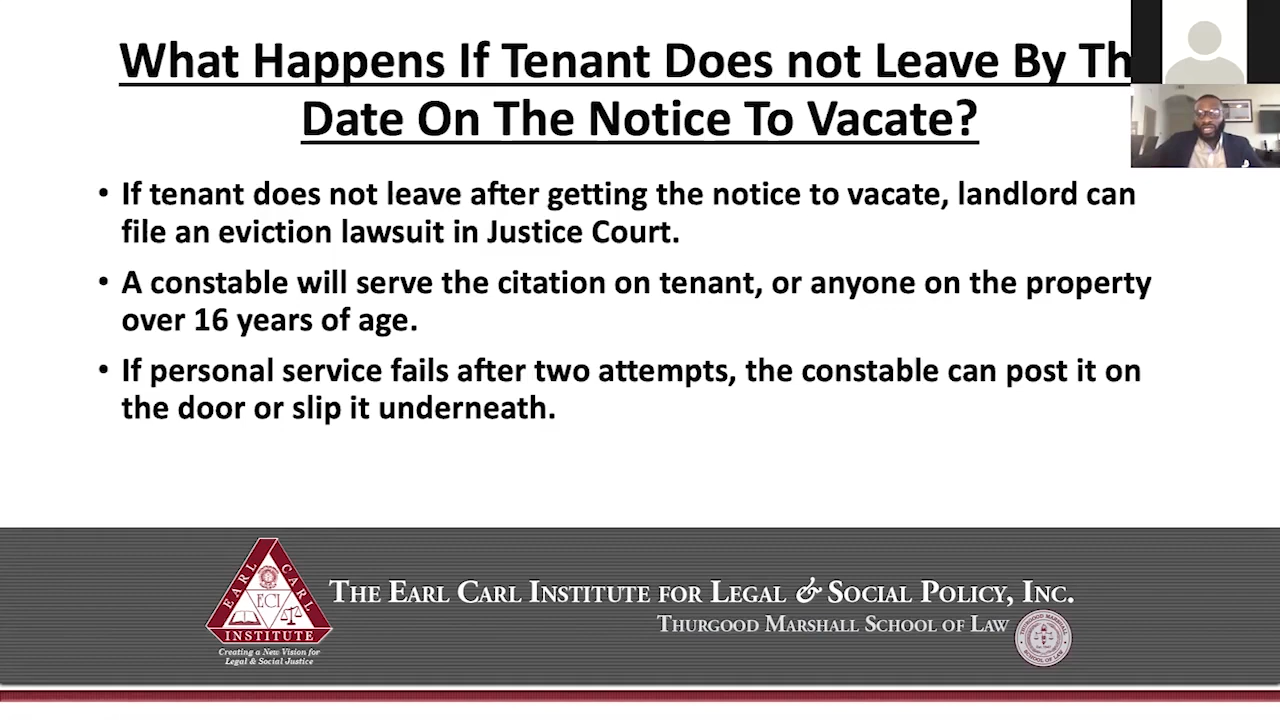 What Happens If Tenant Does not Leave By Th
Date On The Notice To Vacate?
• If tenant does not leave after getting the notice to vacate, landlord can
file an eviction lawsuit in Justice Court.
• A constable will serve the citation on tenant, or anyone on the property
over 16 years of age.
• If personal service fails after two attempts, the constable can post it on
the door or slip it underneath.
EARL CARL
ECI
INSTITUTE
Creating a New Vision for
Legal & Social Justice
THE EARL CARL INSTITUTE FOR LEGAL & SOCIAL POLICY, INC.
THURGOOD MARSHALL SCHOOL OF LAW
THURGOOD MARSHALL
SCHOOL OF LAW